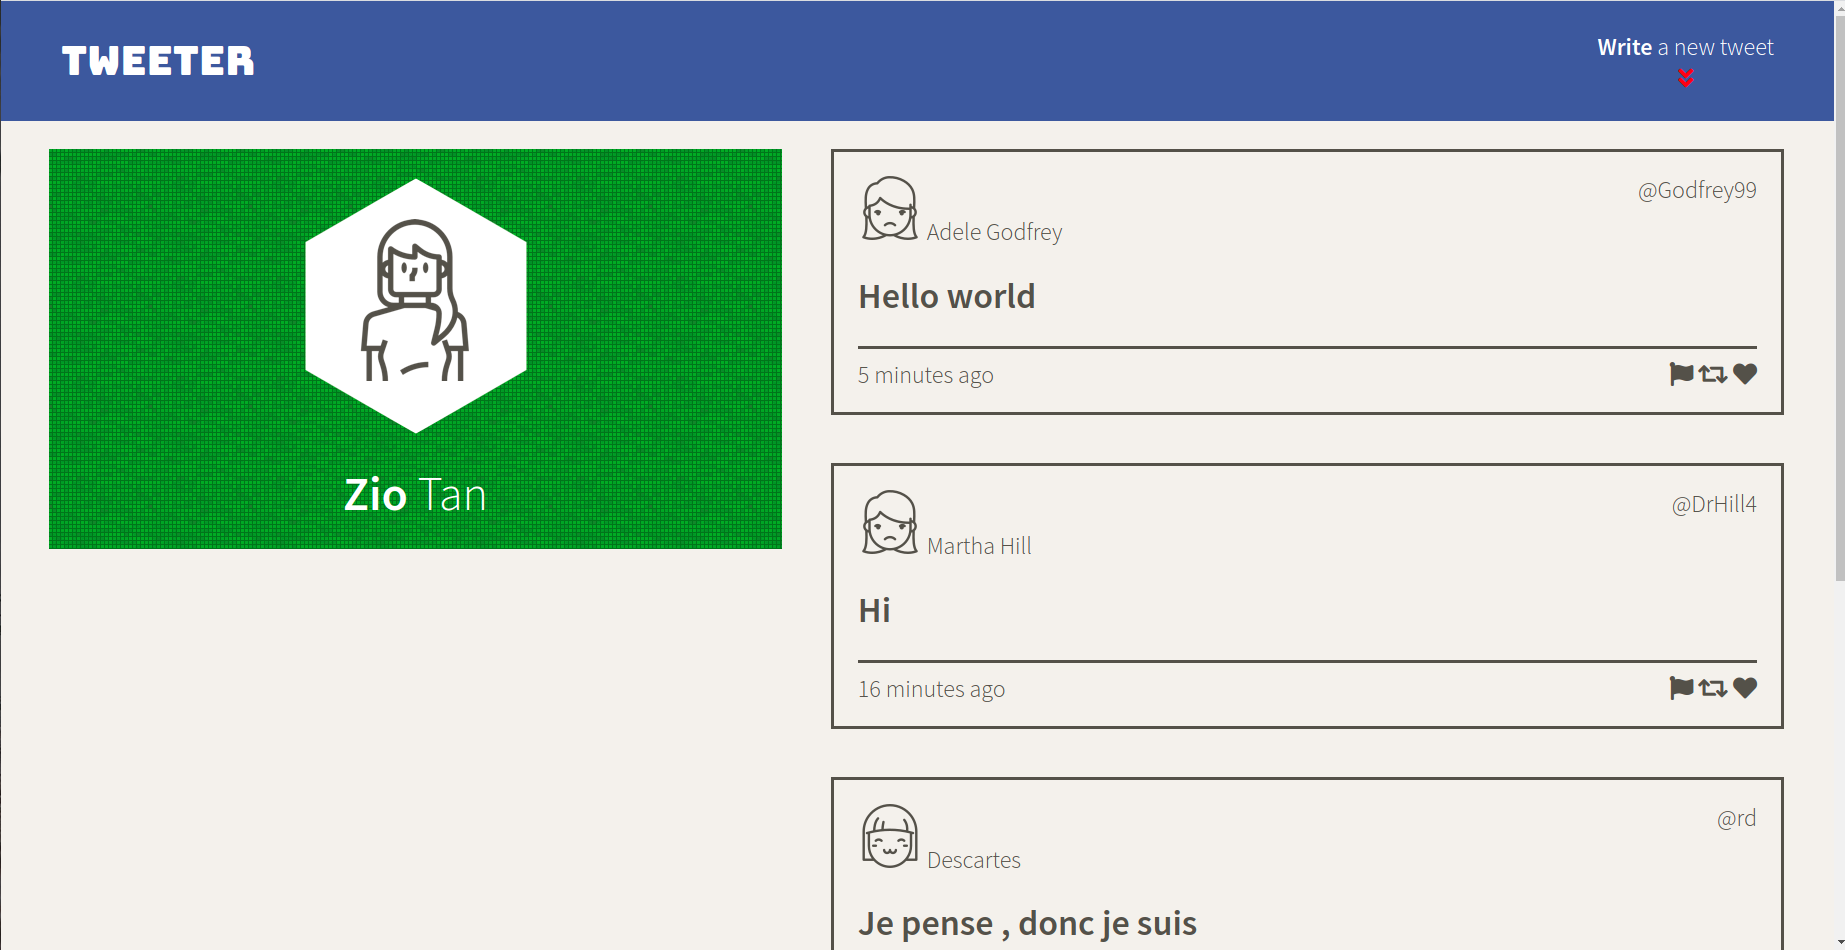 TWEETER
Write a new tweet
Zio Tan
@Godfrey99
Adele Godfrey
Hello world
5 minutes ago
@DrHill4
Martha Hill
Hi
16 minutes ago
@rd
Descartes
Je pense , donc je suis